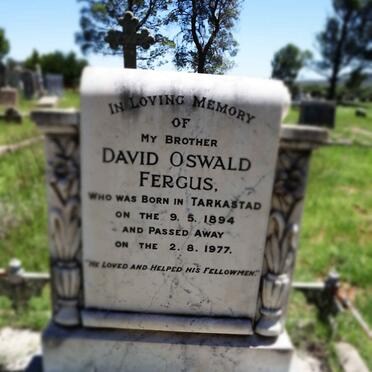 In Loving Memory
OF
My Brother
David Oswald
Fergus,
Who was Born in Tarkastad
on the 9. 5. 1894
and Passed Away
on the 2. 8. 1977.
"He Loved and Helped his Fellowmen."